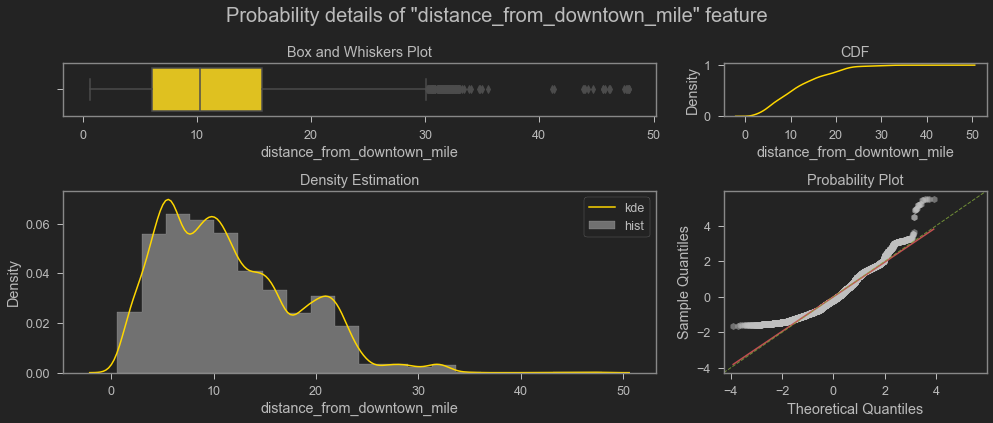 Probability details of "distance_from_downtown_mile" feature
Box and Whiskers Plot
0 10 20 30 40 50
distance_from_downtown_mile
CDF
Density
1
0
0 10 20 30 40 50
distance_from_downtown_mile
Density Estimation
kde
hist
Density
0.06
0.04
0.02
0.00
0 10 20 30 40 50
distance_from_downtown_mile
Probability Plot
Sample Quantiles
4
2
0
−2
−4
−4 −2 0 2 4
Theoretical Quantiles